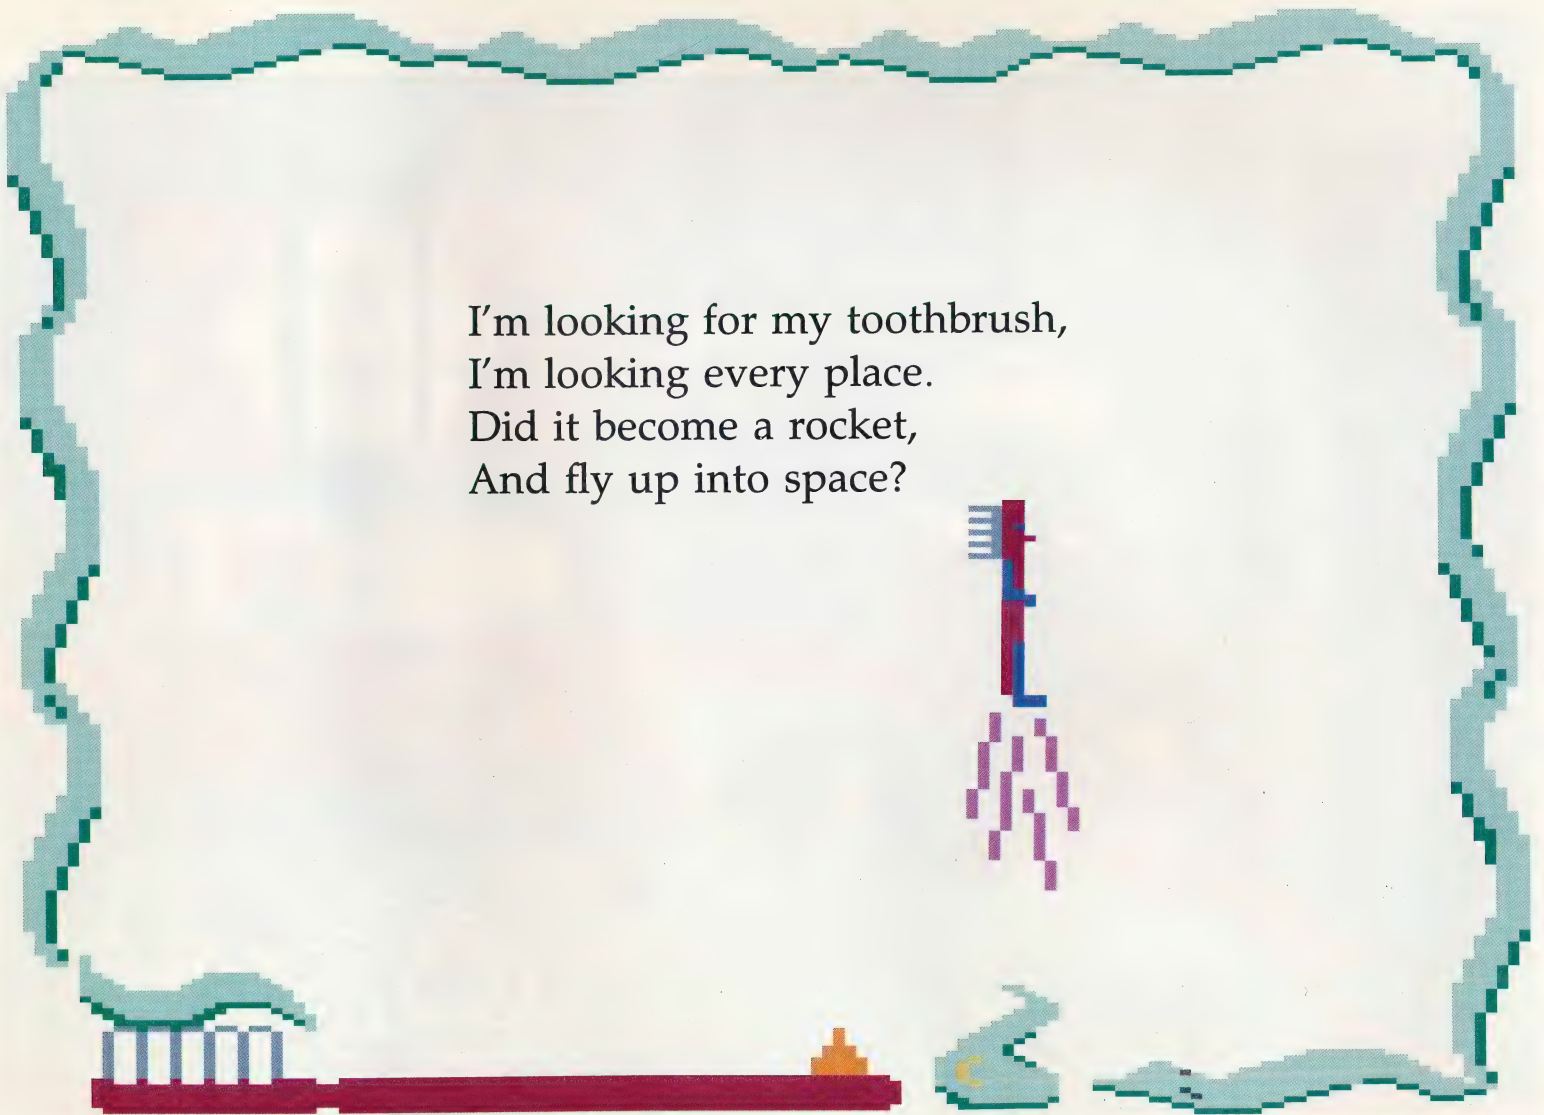 I'm looking for my toothbrush,
I'm looking every place.
Did it become a rocket,
And fly up into space?